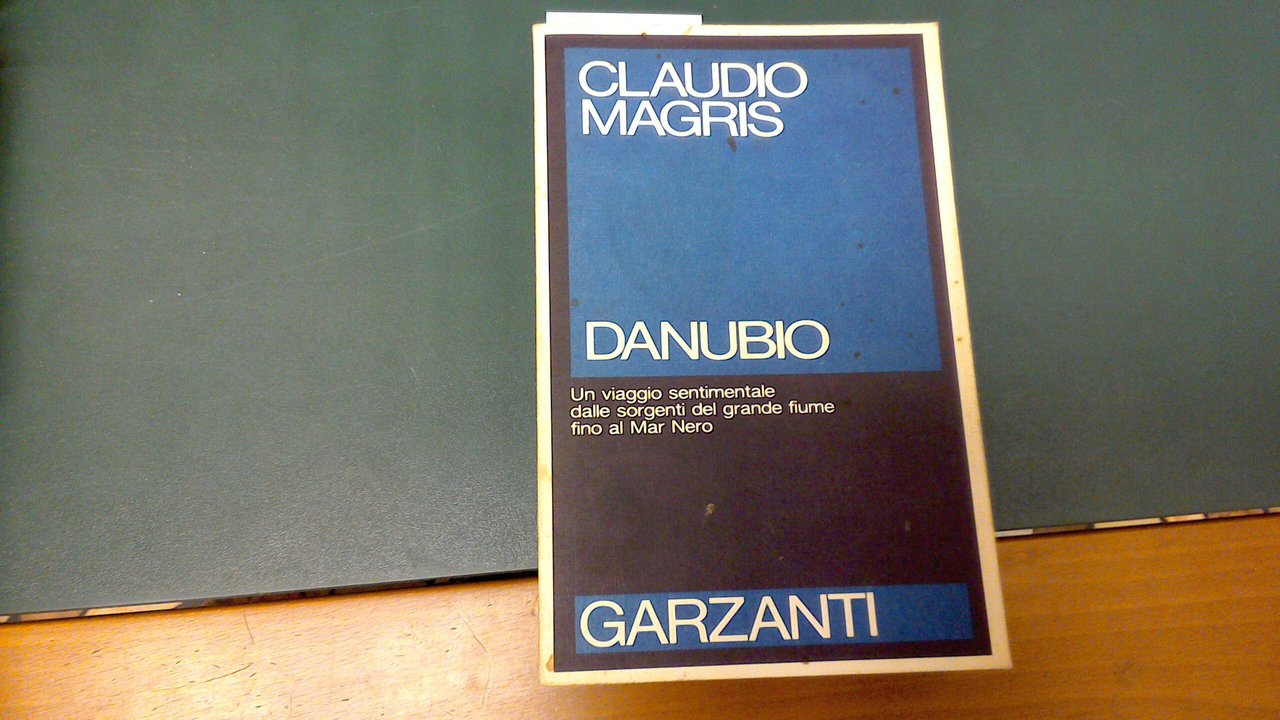 CLAUDIO
MAGRIS
DANUBIO
Un viaggio sentimentale
dalle sorgenti del grande fiume
fino al Mar Nero
GARZANTI